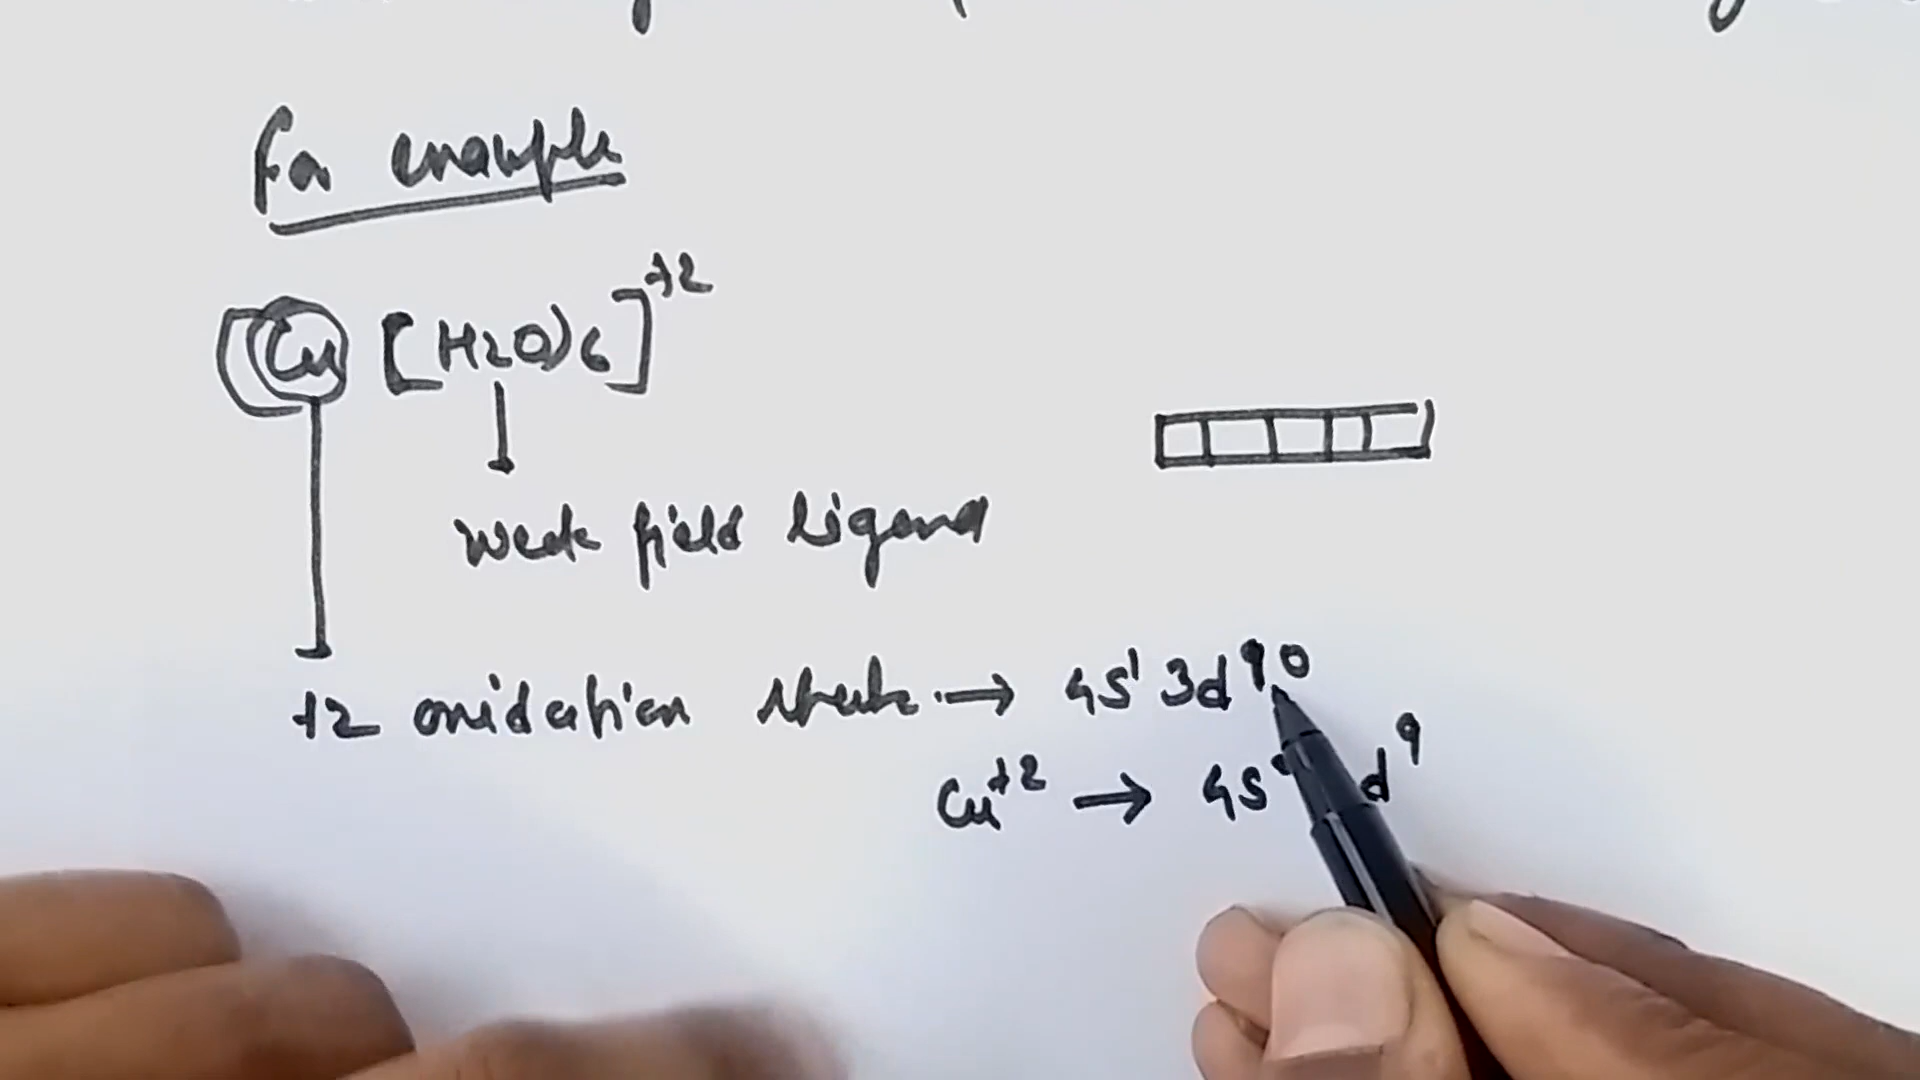 For example
[Cu [H2O)6]+2
weak field ligand
+2 oxidation state → 4s1 3d10
Cu+2 → 4s d9